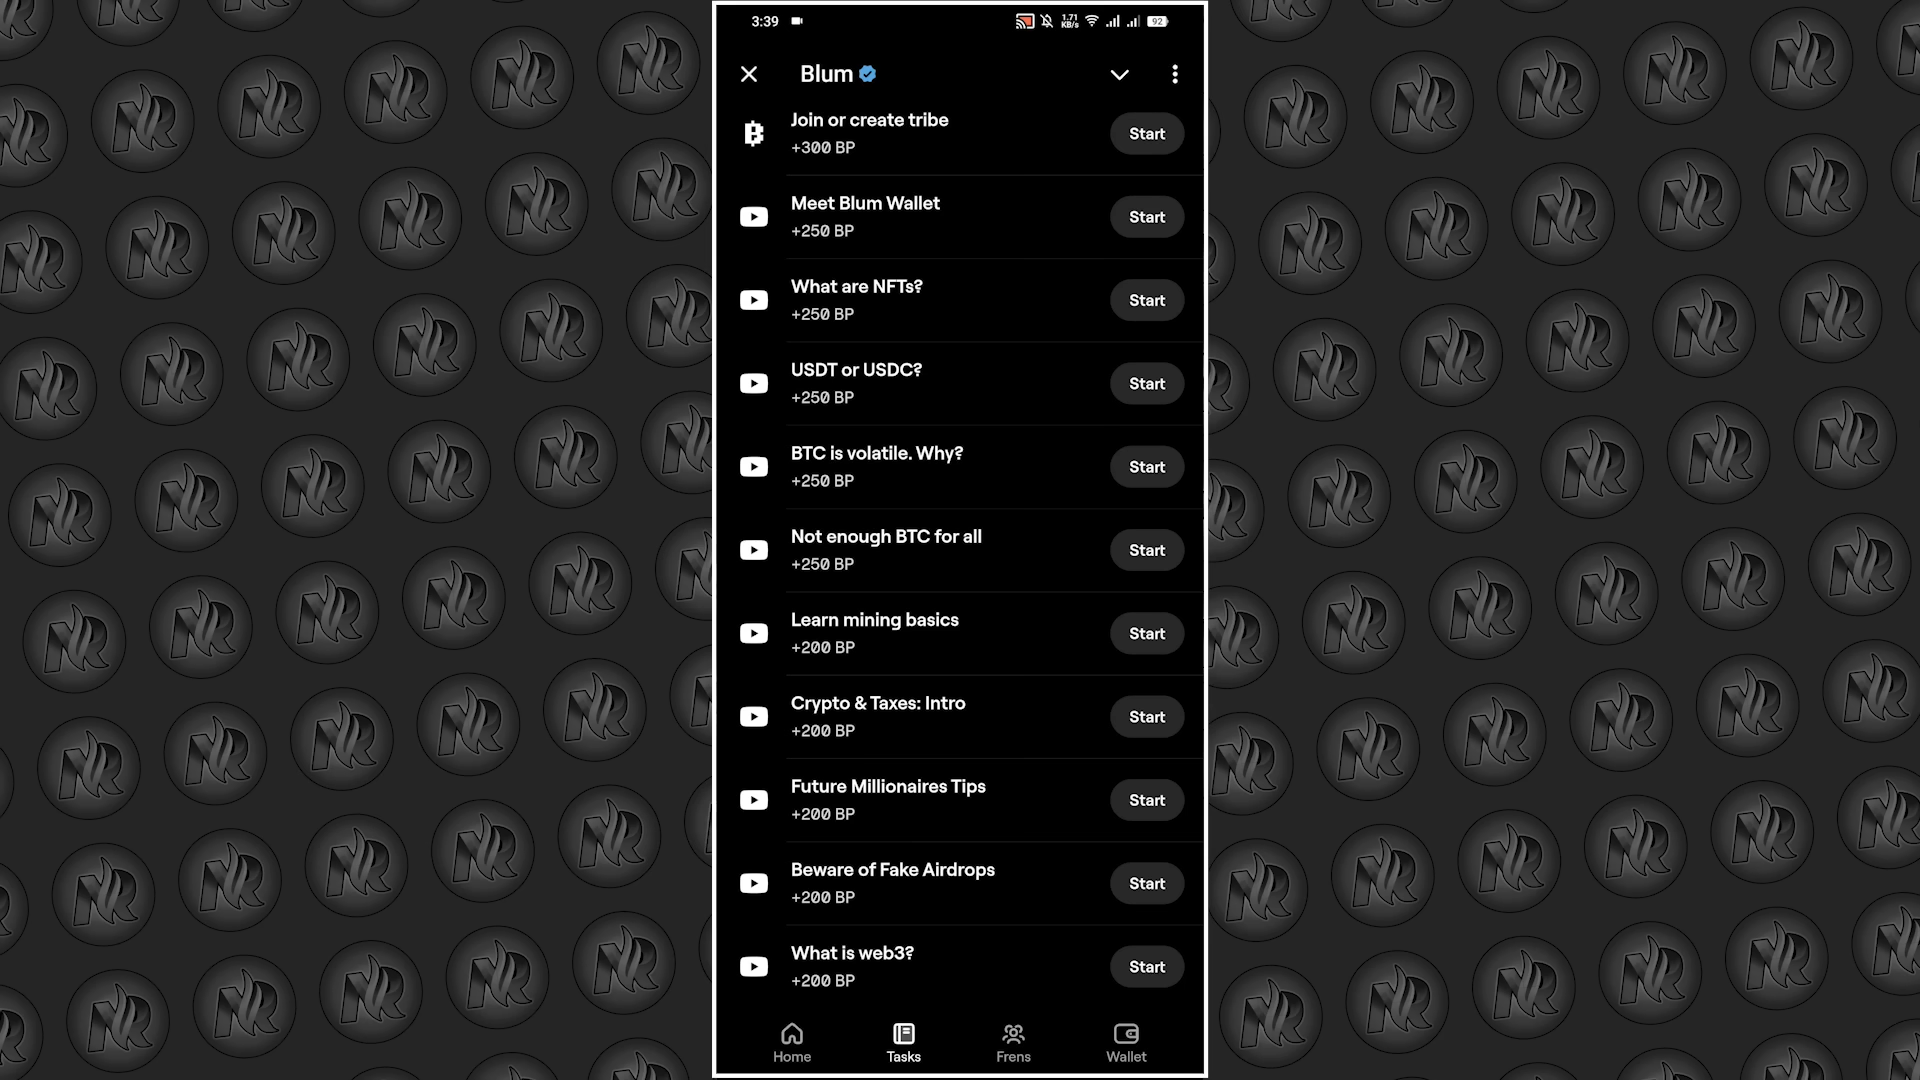 3:39
1.71
KB/s
92
Blum
Join or create tribe
+300 BP
Start
Meet Blum Wallet
+250 BP
Start
What are NFTs?
+250 BP
Start
USDT or USDC?
+250 BP
Start
BTC is volatile. Why?
+250 BP
Start
Not enough BTC for all
+250 BP
Start
Learn mining basics
+200 BP
Start
Crypto & Taxes: Intro
+200 BP
Start
Future Millionaires Tips
+200 BP
Start
Beware of Fake Airdrops
+200 BP
Start
What is web3?
+200 BP
Start
Home
Tasks
Frens
Wallet